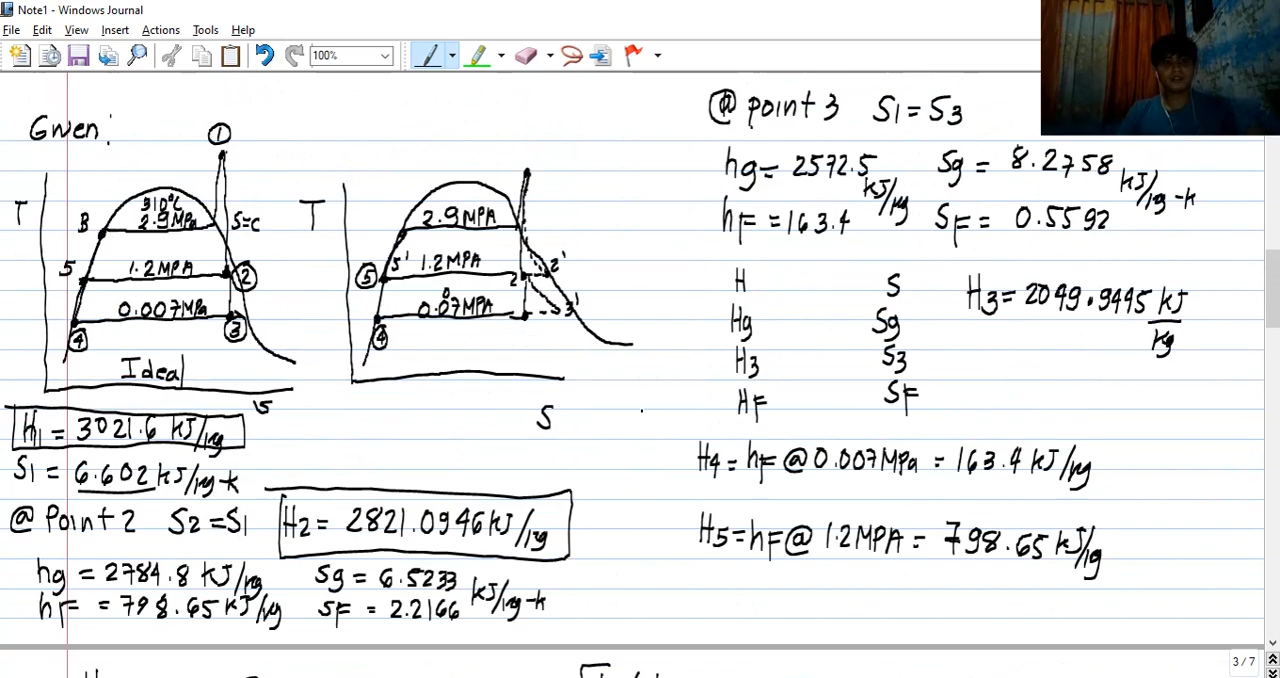 Note1 - Windows Journal
File Edit View Insert Actions Tools Help
100%
Given:
①
T
310°C
2.9MPa
B
S=C
5
1.2MPA
②
0.007MPa
④
③
Ideal
S
T
2.9MPA
⑤
5'
1.2MPA
2
2'
0.07MPA
0
3'
④
S
H1 = 3021.6 kJ/kg
S1 = 6.602 kJ/kg-k
@ Point 2 S2 = S1
H2 = 2821.0946 kJ/kg
hg = 2784.8 kJ/kg
Sg = 6.5233
hf = 798.65 kJ/kg
SF = 2.2166
kJ/kg-k
@ point 3 S1 = S3
hg = 2572.5
kJ/kg
Sg = 8.2758
kJ/kg-k
hF = 163.4
SF = 0.5592
H S
Hg Sg
H3 S3
HF SF
H3 = 2049.9445 kJ/kg
H4 = hF @ 0.007MPa = 163.4 kJ/kg
H5 = hF @ 1.2MPA = 798.65 kJ/kg
3 / 7